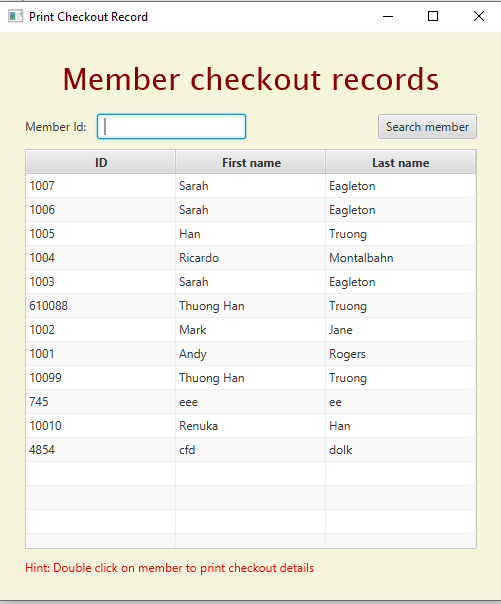 Print Checkout Record
Member checkout records
Member Id: Search member
ID First name Last name
1007 Sarah Eagleton
1006 Sarah Eagleton
1005 Han Truong
1004 Ricardo Montalbahn
1003 Sarah Eagleton
610088 Thuong Han Truong
1002 Mark Jane
1001 Andy Rogers
10099 Thuong Han Truong
745 eee ee
10010 Renuka Han
4854 cfd dolk
Hint: Double click on member to print checkout details